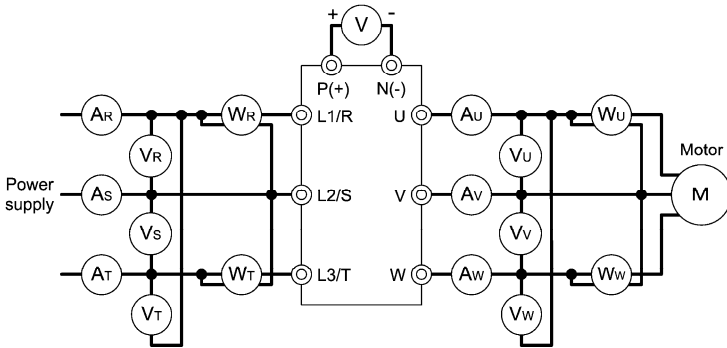 + V -
P(+) N(-)
AR WR L1/R U AU WU
VR VU Motor
Power supply AS L2/S V AV M
VS VV
AT WT L3/T W AW WW
VT VW